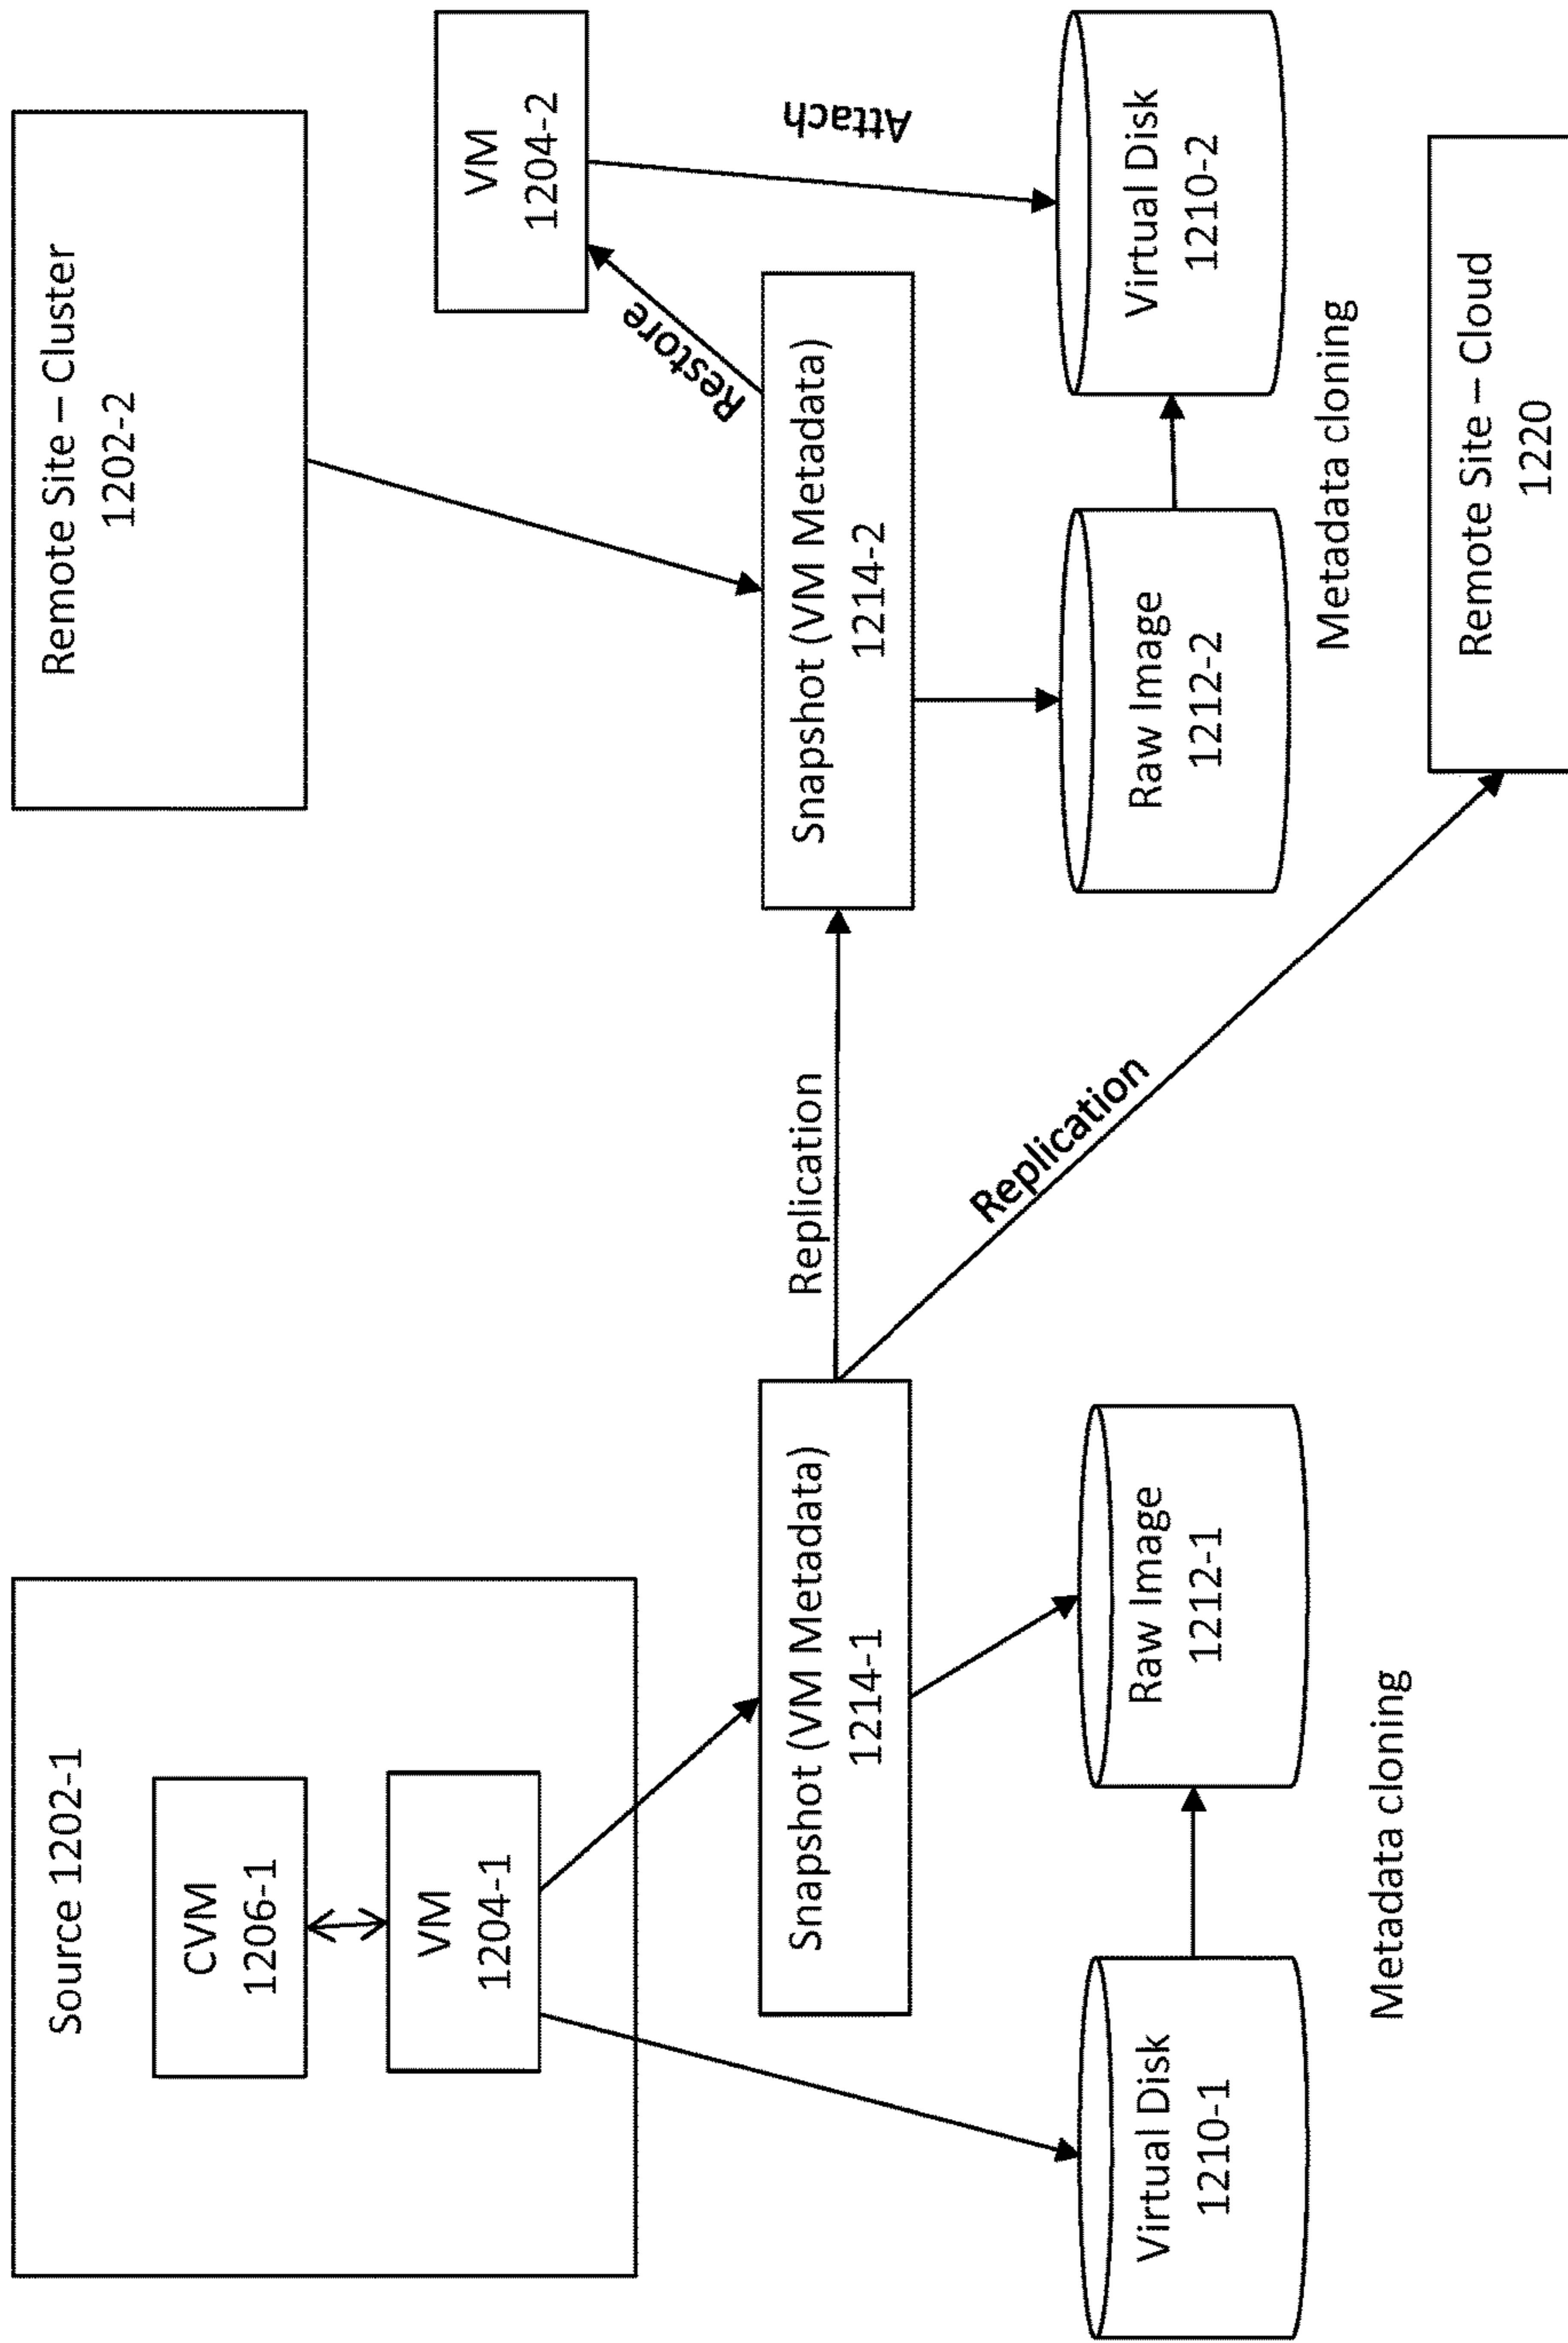 Source 1202-1
CVM
1206-1
VM
1204-1
Snapshot (VM Metadata)
1214-1
Virtual Disk
1210-1
Raw Image
1212-1
Metadata cloning
Replication
Replication
Remote Site – Cluster
1202-2
VM
1204-2
Restore
Attach
Snapshot (VM Metadata)
1214-2
Raw Image
1212-2
Virtual Disk
1210-2
Metadata cloning
Remote Site – Cloud
1220